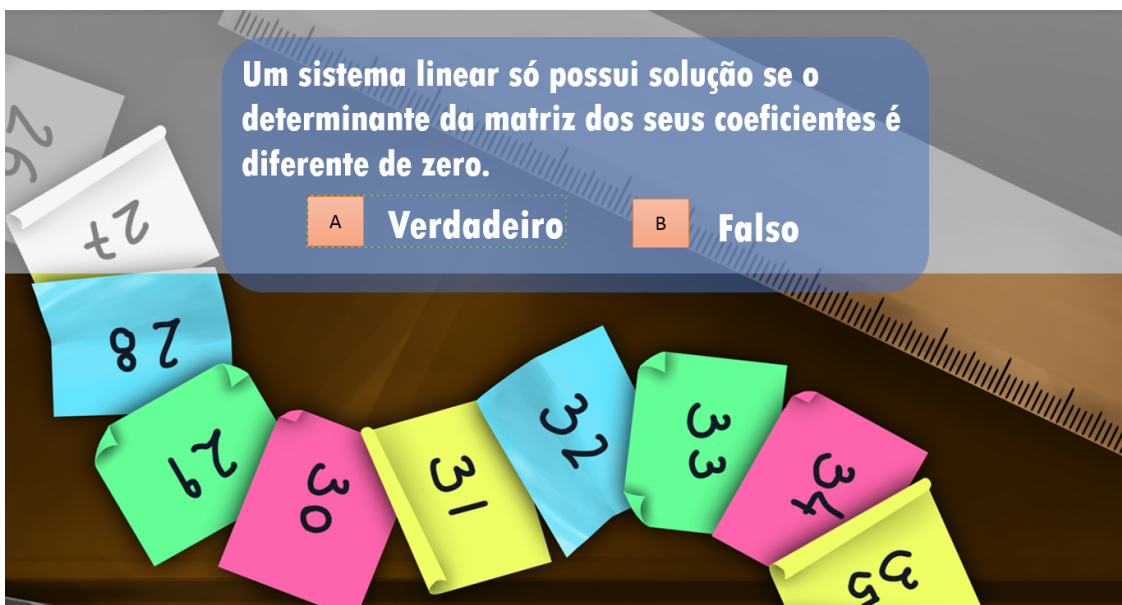 Um sistema linear só possui solução se o
determinante da matriz dos seus coeficientes é
diferente de zero.
A Verdadeiro B Falso
26
27
28
29
30
31
32
33
34
35